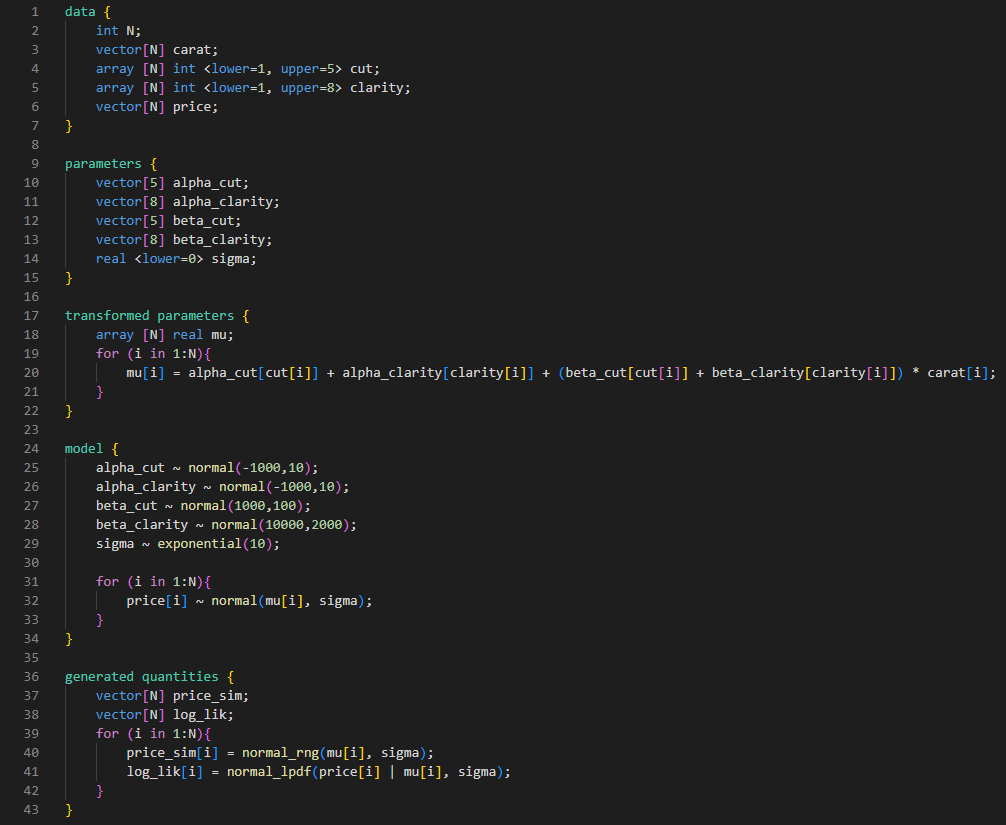 1 data {
2     int N;
3     vector[N] carat;
4     array [N] int <lower=1, upper=5> cut;
5     array [N] int <lower=1, upper=8> clarity;
6     vector[N] price;
7 }
8
9 parameters {
10     vector[5] alpha_cut;
11     vector[8] alpha_clarity;
12     vector[5] beta_cut;
13     vector[8] beta_clarity;
14     real <lower=0> sigma;
15 }
16
17 transformed parameters {
18     array [N] real mu;
19     for (i in 1:N){
20         mu[i] = alpha_cut[cut[i]] + alpha_clarity[clarity[i]] + (beta_cut[cut[i]] + beta_clarity[clarity[i]]) * carat[i];
21     }
22 }
23
24 model {
25     alpha_cut ~ normal(-1000,10);
26     alpha_clarity ~ normal(-1000,10);
27     beta_cut ~ normal(1000,100);
28     beta_clarity ~ normal(10000,2000);
29     sigma ~ exponential(10);
30
31     for (i in 1:N){
32         price[i] ~ normal(mu[i], sigma);
33     }
34 }
35
36 generated quantities {
37     vector[N] price_sim;
38     vector[N] log_lik;
39     for (i in 1:N){
40         price_sim[i] = normal_rng(mu[i], sigma);
41         log_lik[i] = normal_lpdf(price[i] | mu[i], sigma);
42     }
43 }